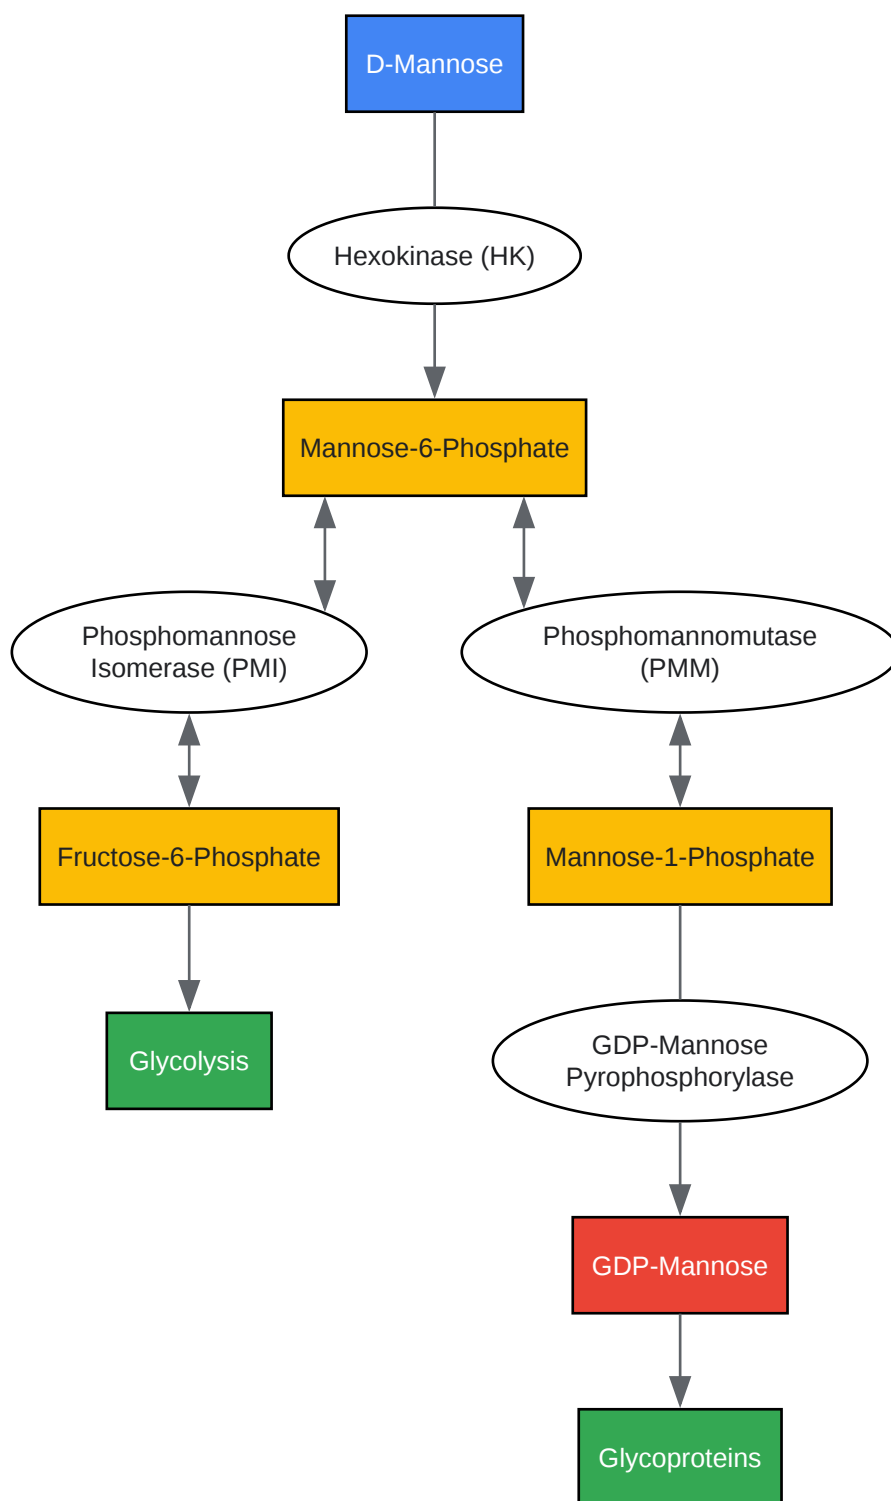 D-Mannose
Hexokinase (HK)
Mannose-6-Phosphate
Phosphomannose
Isomerase (PMI)
Phosphomannomutase
(PMM)
Fructose-6-Phosphate
Mannose-1-Phosphate
Glycolysis
GDP-Mannose
Pyrophosphorylase
GDP-Mannose
Glycoproteins